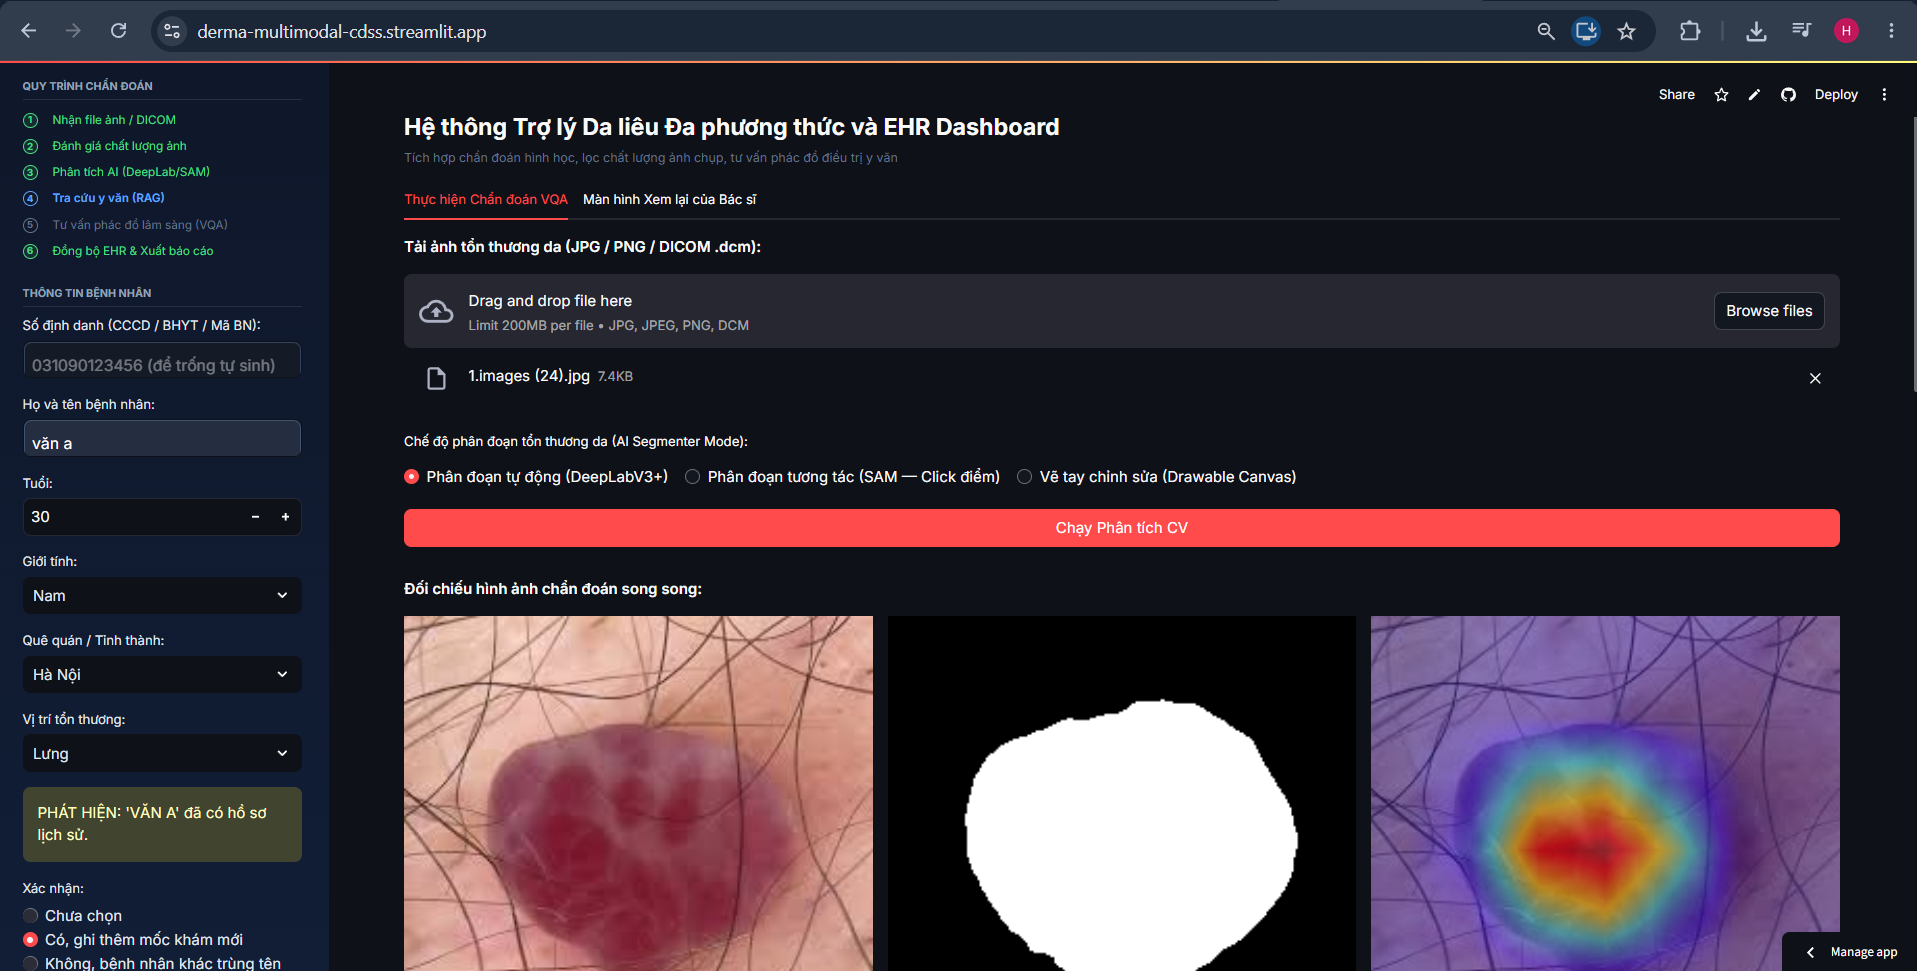 derma-multimodal-cdss.streamlit.app
H
QUY TRÌNH CHẨN ĐOÁN
1 Nhận file ảnh / DICOM
2 Đánh giá chất lượng ảnh
3 Phân tích AI (DeepLab/SAM)
4 Tra cứu y văn (RAG)
5 Tư vấn phác đồ lâm sàng (VQA)
6 Đồng bộ EHR & Xuất báo cáo
THÔNG TIN BỆNH NHÂN
Số định danh (CCCD / BHYT / Mã BN):
031090123456 (để trống tự sinh)
Họ và tên bệnh nhân:
văn a
Tuổi:
30
Giới tính:
Nam
Quê quán / Tỉnh thành:
Hà Nội
Vị trí tổn thương:
Lưng
PHÁT HIỆN: 'VĂN A' đã có hồ sơ
lịch sử.
Xác nhận:
Chưa chọn
Có, ghi thêm mốc khám mới
Không, bệnh nhân khác trùng tên
Share
Deploy
Hệ thông Trợ lý Da liêu Đa phương thức và EHR Dashboard
Tích hợp chẩn đoán hình học, lọc chất lượng ảnh chụp, tư vấn phác đồ điều trị y văn
Thực hiện Chẩn đoán VQA
Màn hình Xem lại của Bác sĩ
Tải ảnh tổn thương da (JPG / PNG / DICOM .dcm):
Drag and drop file here
Limit 200MB per file • JPG, JPEG, PNG, DCM
Browse files
1.images (24).jpg 7.4KB
Chế độ phân đoạn tổn thương da (AI Segmenter Mode):
Phân đoạn tự động (DeepLabV3+)
Phân đoạn tương tác (SAM — Click điểm)
Vẽ tay chỉnh sửa (Drawable Canvas)
Chạy Phân tích CV
Đối chiếu hình ảnh chẩn đoán song song:
Manage app